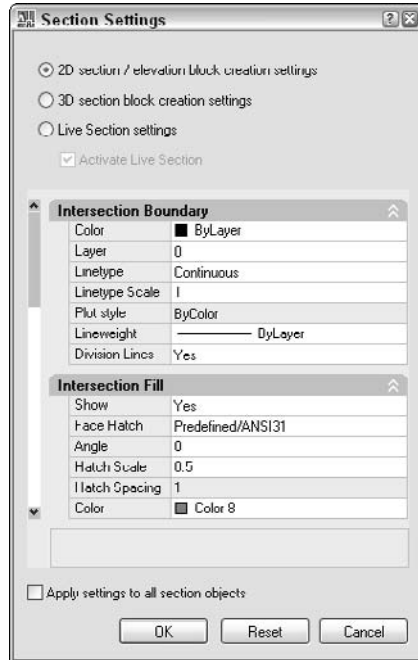 Section Settings
2D section / elevation block creation settings
3D section block creation settings
Live Section settings
Activate Live Section
Intersection Boundary
Color ByLayer
Layer 0
Linetype Continuous
Linetype Scale 1
Plot style ByColor
Lineweight ByLayer
Division Lines Yes
Intersection Fill
Show Yes
Face Hatch Predefined/ANSI31
Angle 0
Hatch Scale 0.5
Hatch Spacing 1
Color Color 8
Apply settings to all section objects
OK Reset Cancel